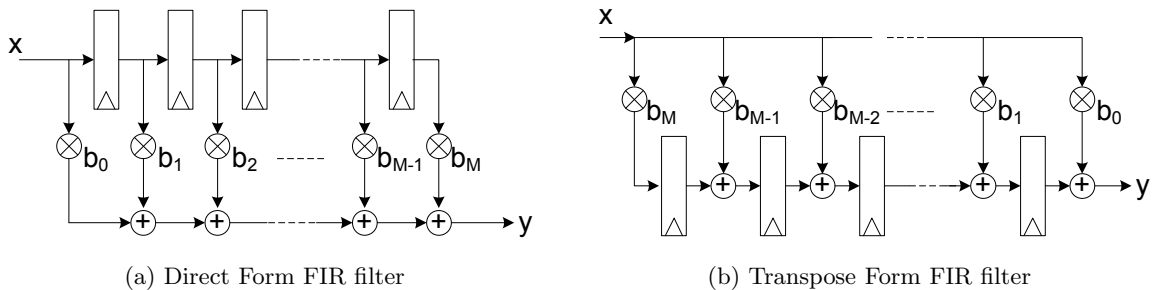 x
b0 b1 b2 bM-1 bM
y
(a) Direct Form FIR filter
x
bM bM-1 bM-2 b1 b0
y
(b) Transpose Form FIR filter